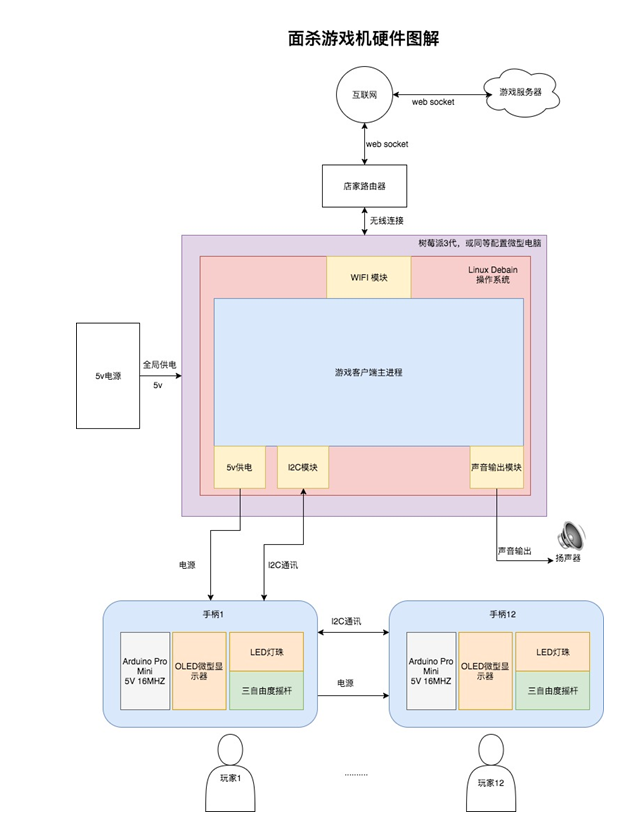 面杀游戏机硬件图解
互联网
游戏服务器
web socket
web socket
店家路由器
无线连接
树莓派3代，或同等配置微型电脑
WIFI 模块
Linux Debain
操作系统
5v电源
全局供电
5v
游戏客户端主进程
5v供电
I2C模块
声音输出模块
电源
I2C通讯
声音输出
扬声器
手柄1
Arduino Pro
Mini
5V 16MHZ
OLED微型显
示器
LED灯珠
三自由度摇杆
I2C通讯
电源
手柄12
Arduino Pro
Mini
5V 16MHZ
OLED微型显
示器
LED灯珠
三自由度摇杆
玩家1
..........
玩家12